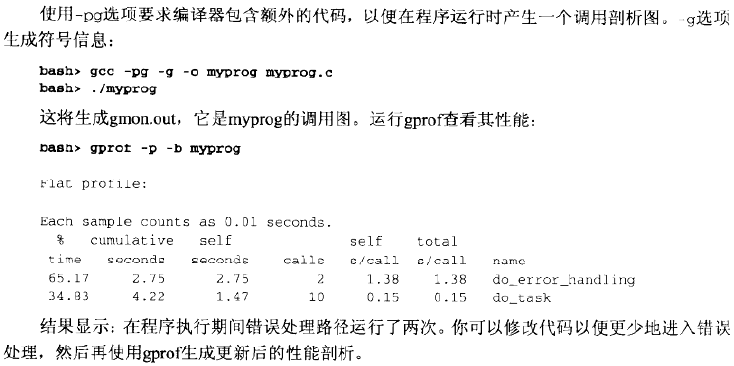 使用-pg选项要求编译器包含额外的代码，以便在程序运行时产生一个调用剖析图。-g选项
生成符号信息：
bash> gcc -pg -g -o myprog myprog.c
bash> ./myprog
这将生成gmon.out，它是myprog的调用图。运行gprof查看其性能：
bash> gprof -p -b myprog
Flat profile:
Each sample counts as 0.01 seconds.
% cumulative self self total
time seconds seconds calls s/call s/call name
65.17 2.75 2.75 2 1.38 1.38 do_error_handling
34.83 4.22 1.47 10 0.15 0.15 do_task
结果显示：在程序执行期间错误处理路径运行了两次。你可以修改代码以便更少地进入错误
处理，然后再使用gprof生成更新后的性能剖析。